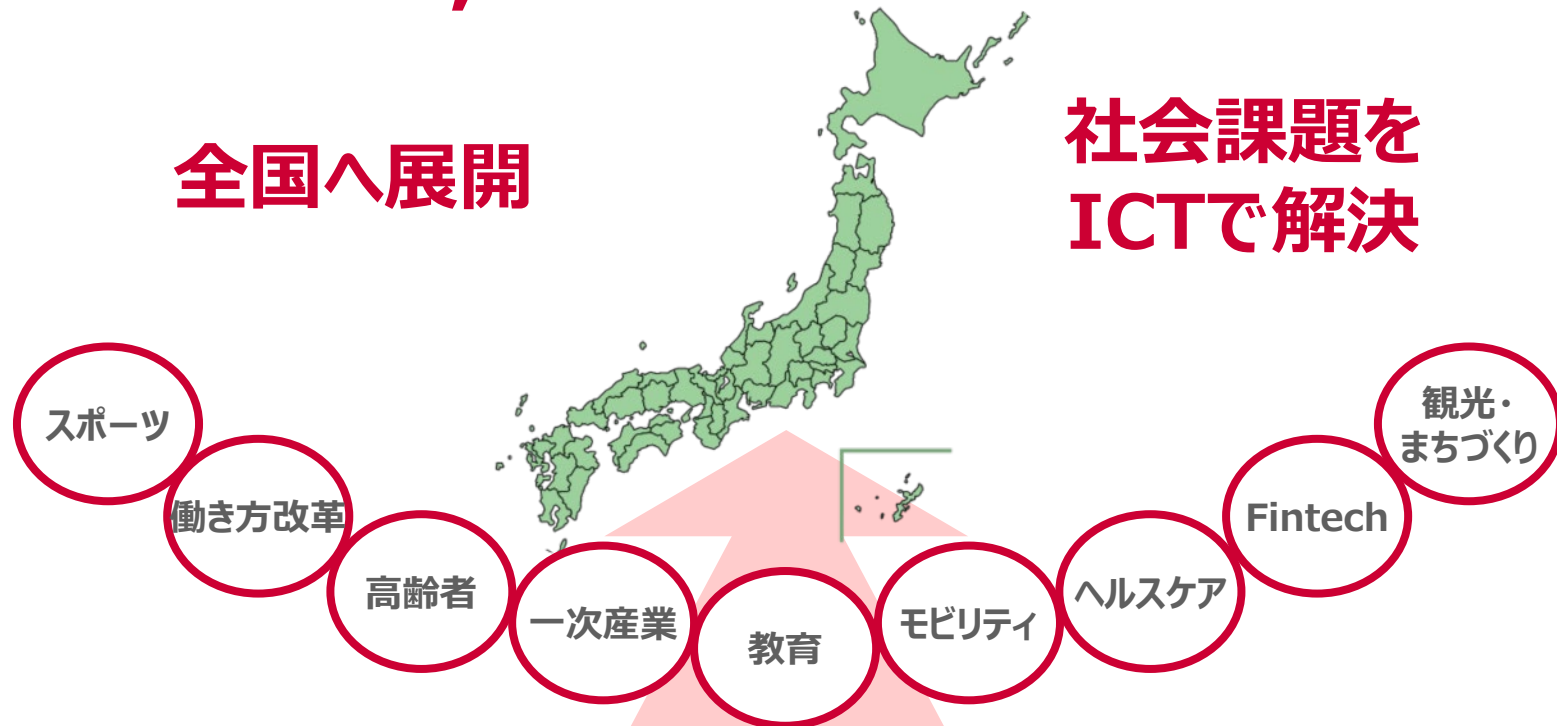 全国へ展開
社会課題を
ICTで解決
スポーツ
働き方改革
高齢者
一次産業
教育
モビリティ
ヘルスケア
Fintech
観光・
まちづくり